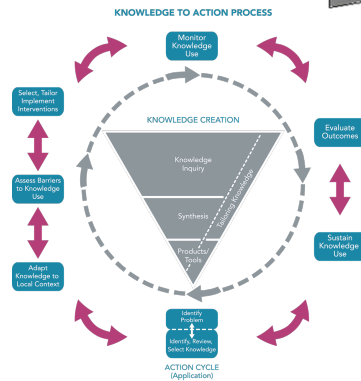 KNOWLEDGE TO ACTION PROCESS
Monitor
Knowledge
Use
Select, Tailor
Implement
Interventions
KNOWLEDGE CREATION
Evaluate
Outcomes
Knowledge
Inquiry
Tailoring Knowledge
Assess Barriers
to Knowledge
Use
Synthesis
Sustain
Knowledge
Use
Products/
Tools
Adapt
Knowledge to
Local Context
Identify
Problem
Identify, Review,
Select Knowledge
ACTION CYCLE
(Application)